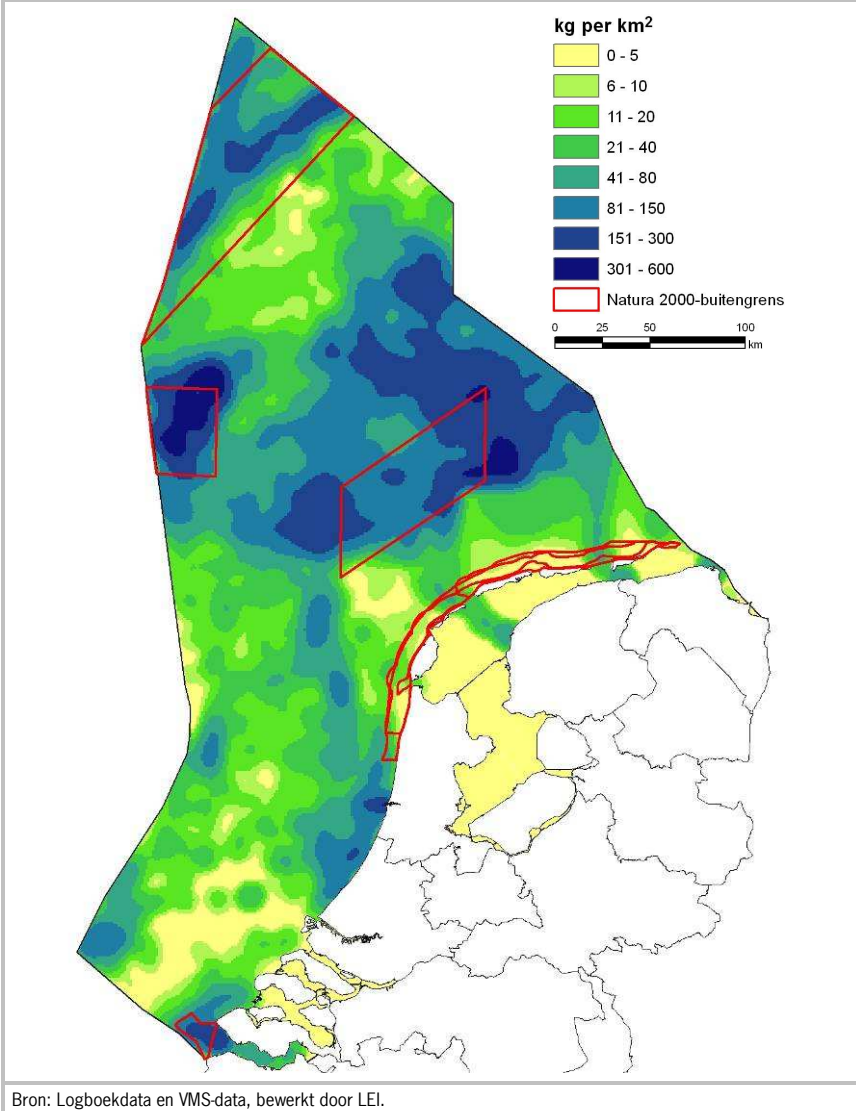 kg per km²
0 - 5
6 - 10
11 - 20
21 - 40
41 - 80
81 - 150
151 - 300
301 - 600
Natura 2000-buitengrens
0 25 50 100
km
Bron: Logboekdata en VMS-data, bewerkt door LEI.